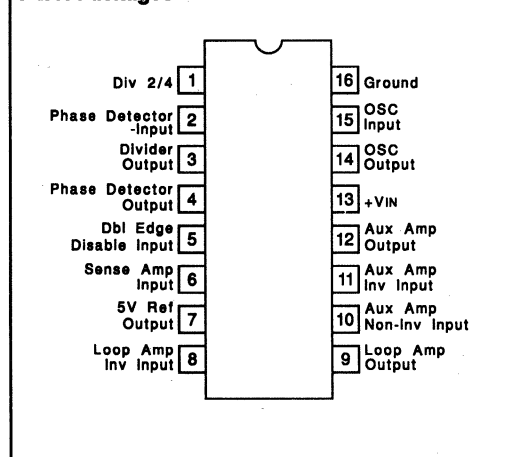 Div 2/4 1
Phase Detector
-Input 2
Divider
Output 3
Phase Detector
Output 4
Dbl Edge
Disable Input 5
Sense Amp
Input 6
5V Ref
Output 7
Loop Amp
Inv Input 8
16 Ground
15 OSC
Input
14 OSC
Output
13 +VIN
12 Aux Amp
Output
11 Aux Amp
Inv Input
10 Aux Amp
Non-Inv Input
9 Loop Amp
Output